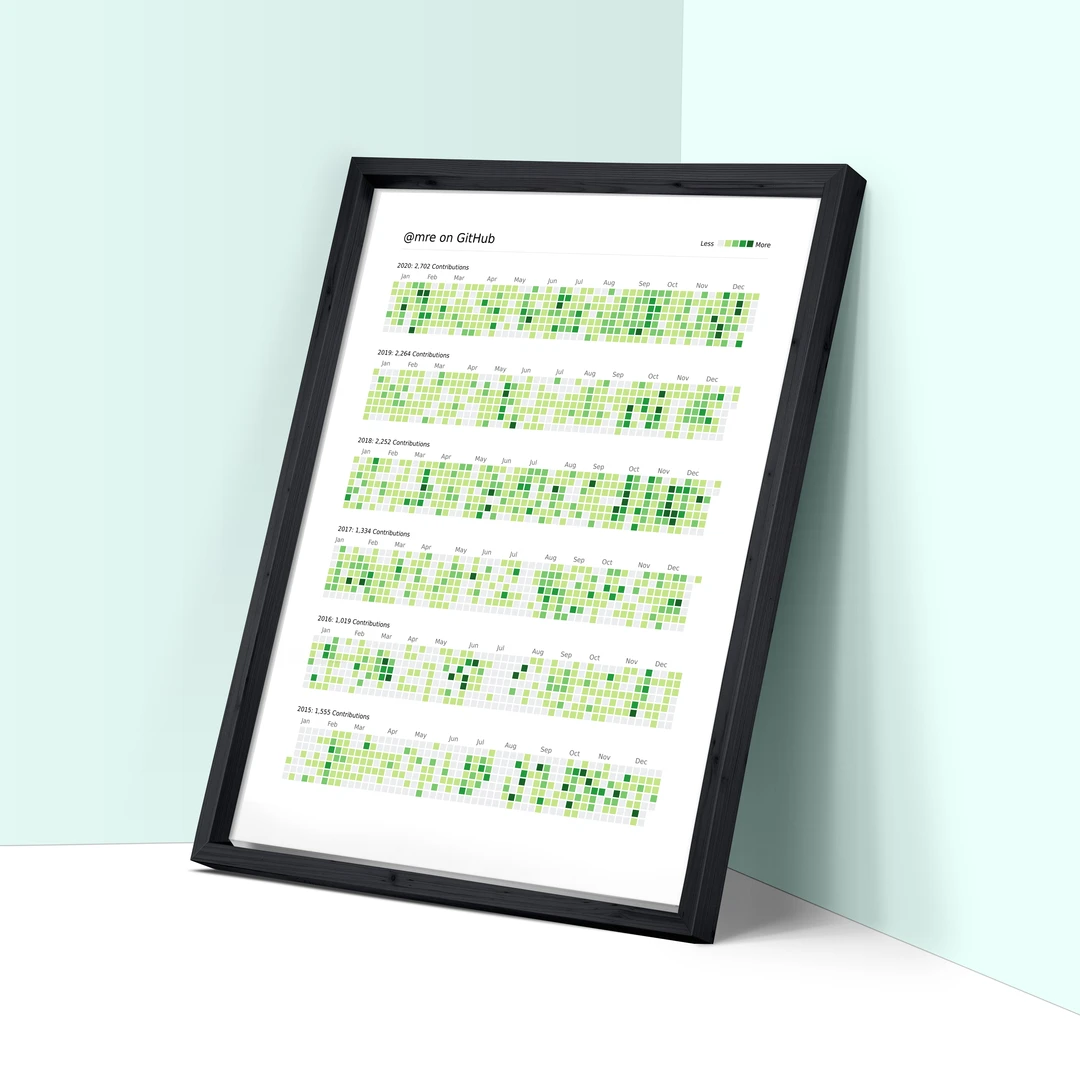 @mre on GitHub
Less More
2020: 2,702 Contributions
Jan Feb Mar Apr May Jun Jul Aug Sep Oct Nov Dec
2019: 2,264 Contributions
Jan Feb Mar Apr May Jun Jul Aug Sep Oct Nov Dec
2018: 2,252 Contributions
Jan Feb Mar Apr May Jun Jul Aug Sep Oct Nov Dec
2017: 1,334 Contributions
Jan Feb Mar Apr May Jun Jul Aug Sep Oct Nov Dec
2016: 1,019 Contributions
Jan Feb Mar Apr May Jun Jul Aug Sep Oct Nov Dec
2015: 1,555 Contributions
Jan Feb Mar Apr May Jun Jul Aug Sep Oct Nov Dec